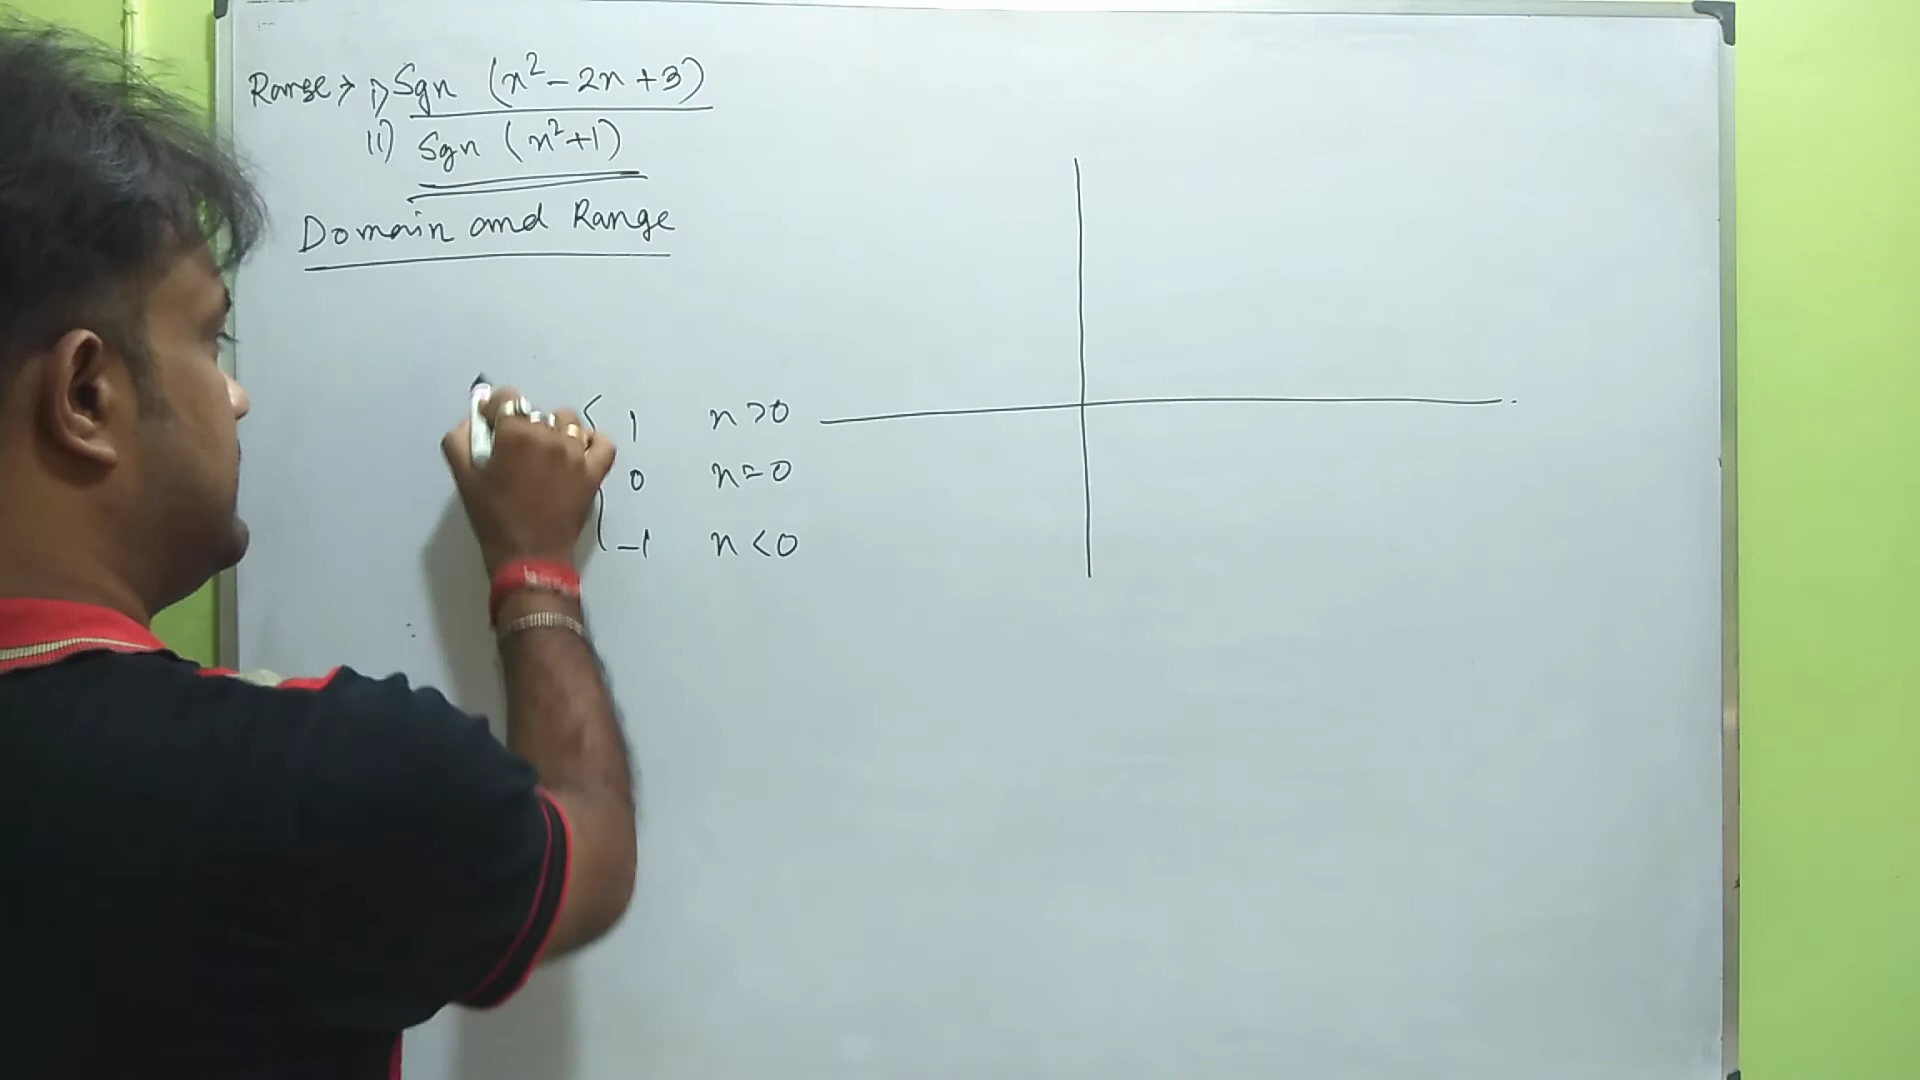 Range → i) Sgn (x² - 2x + 3)
ii) Sgn (x² + 1)
Domain and Range
1 x > 0
0 x = 0
-1 x < 0